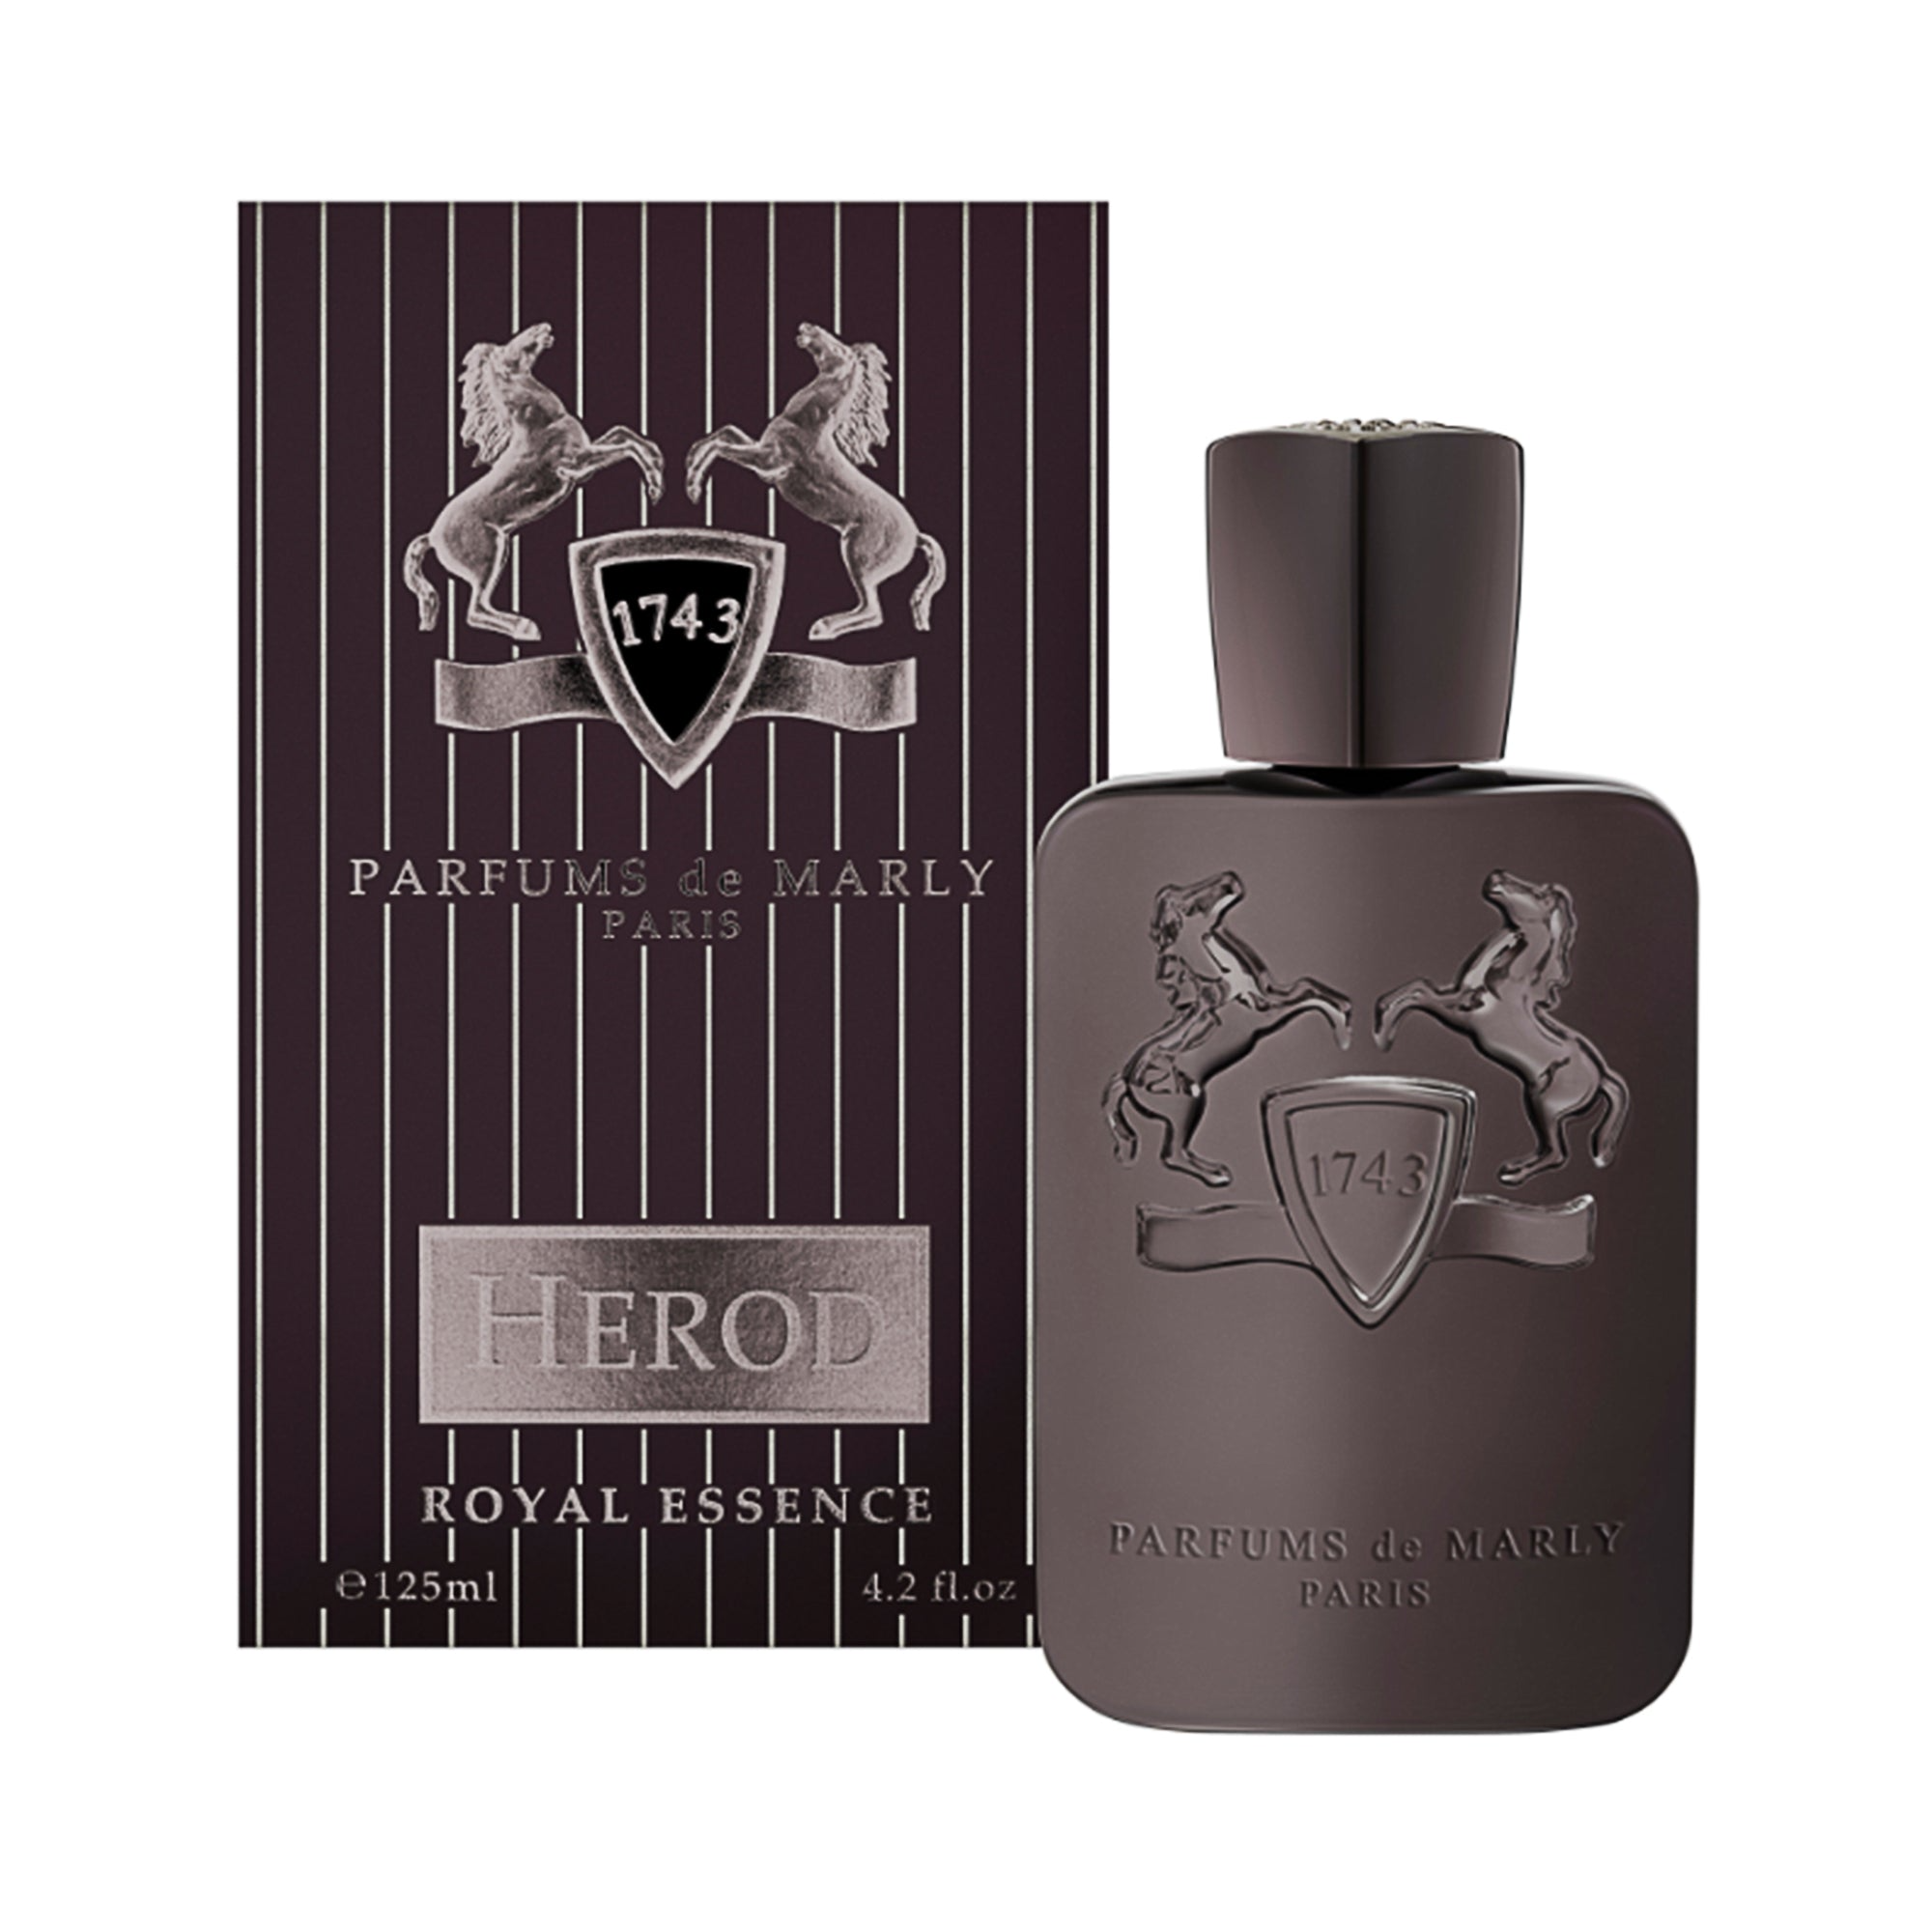 1743
PARFUMS de MARLY
PARIS
HEROD
ROYAL ESSENCE
℮125ml
4.2 fl.oz
1743
PARFUMS de MARLY
PARIS